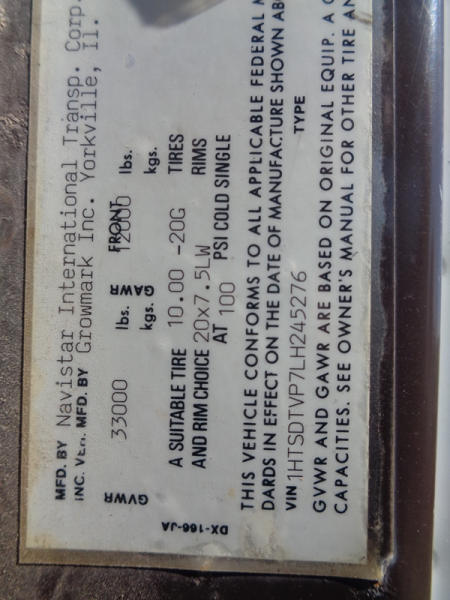 MFD. BY Navistar International Transp. Corp.
INC. VEH. MFD. BY Growmark Inc. Yorkville, Il.
GVWR 33000 lbs. GAWR FRONT 12000 lbs.
kgs. kgs.
A SUITABLE TIRE 10.00 -20G TIRES
AND RIM CHOICE 20x7.5LW RIMS
AT 100 PSI COLD SINGLE
THIS VEHICLE CONFORMS TO ALL APPLICABLE FEDERAL
DARDS IN EFFECT ON THE DATE OF MANUFACTURE SHOWN
VIN 1HTSDTVP7LH245276 TYPE
GVWR AND GAWR ARE BASED ON ORIGINAL EQUIP. A
CAPACITIES. SEE OWNER'S MANUAL FOR OTHER TIRE
DX-166-JA